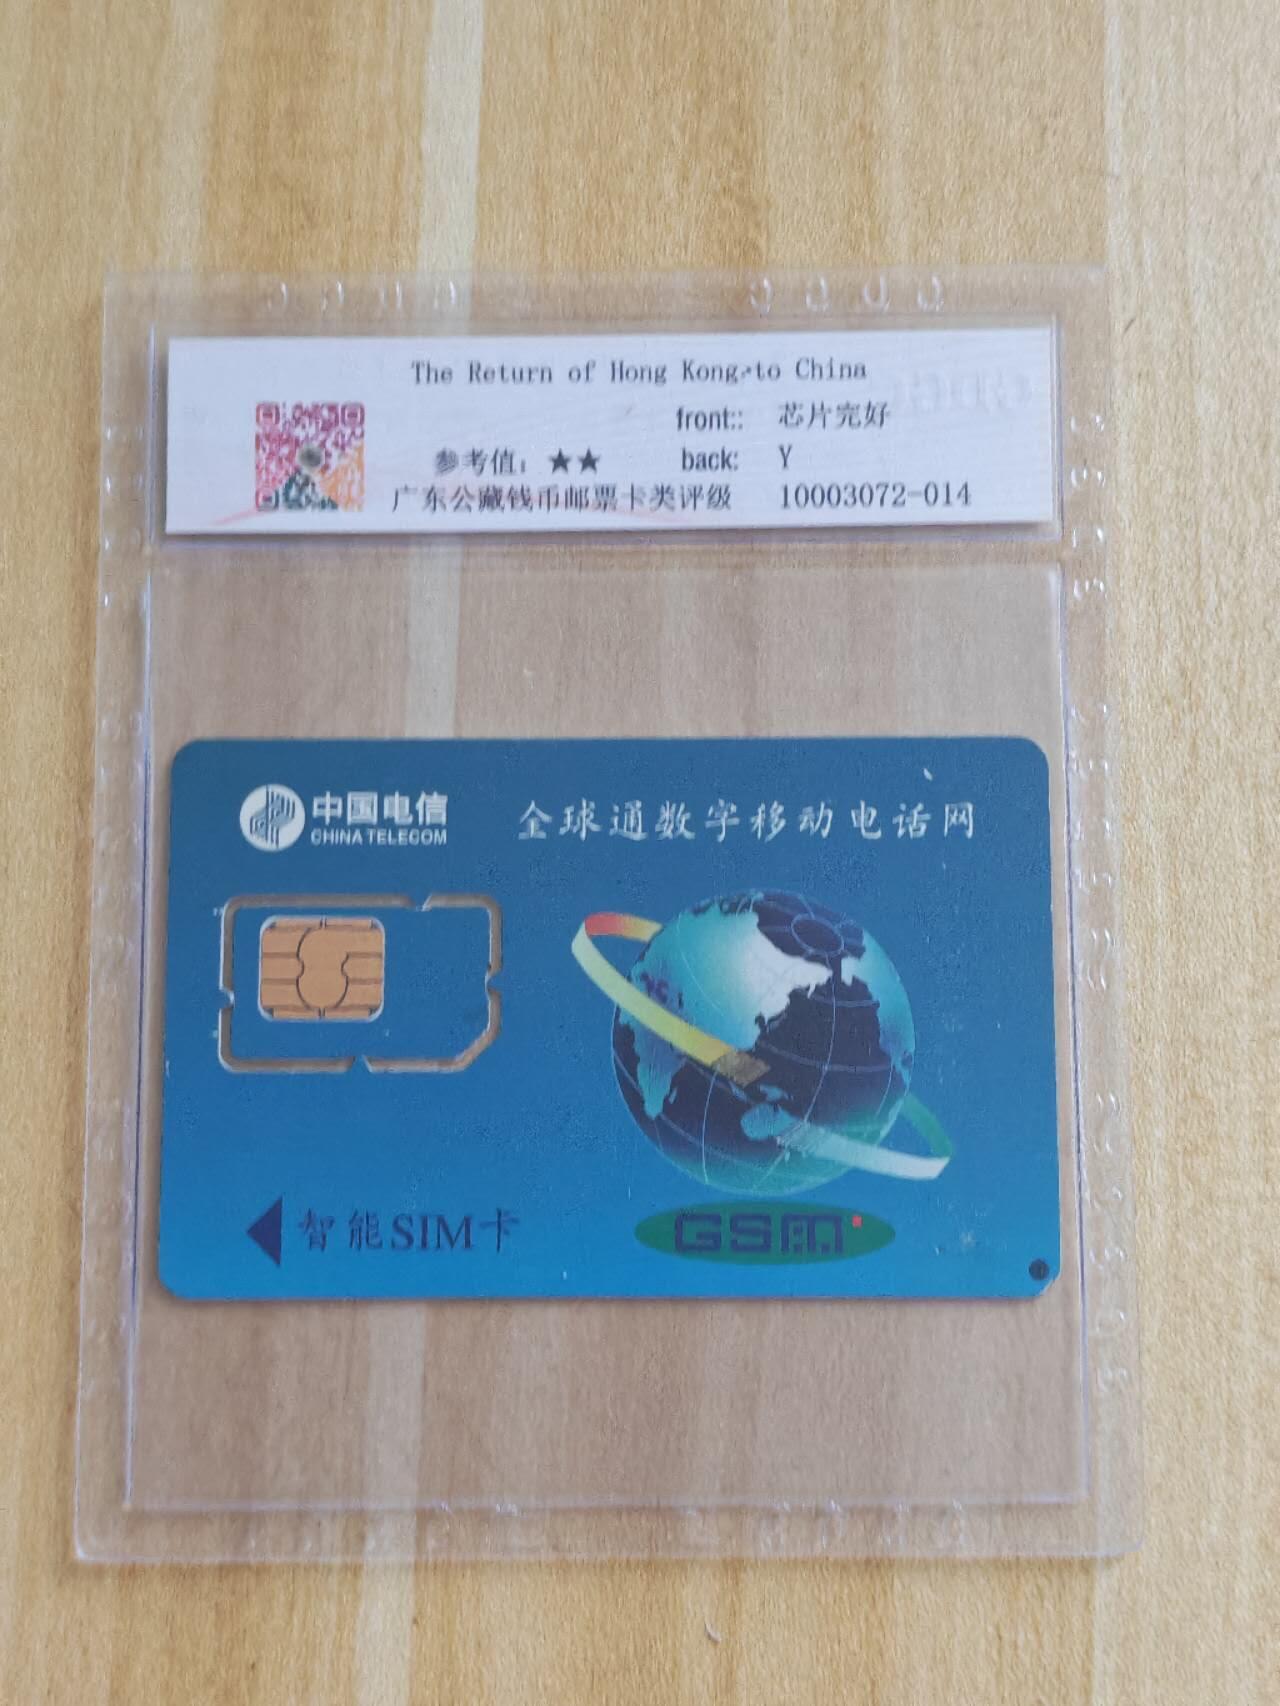 The Return of Hong Kong to China
front:: 芯片完好
参考值: ★★ back: Y
广东公藏钱币邮票卡类评级 10003072-014
中国电信 全球通数字移动电话网
CHINA TELECOM
智能SIM卡
GSM